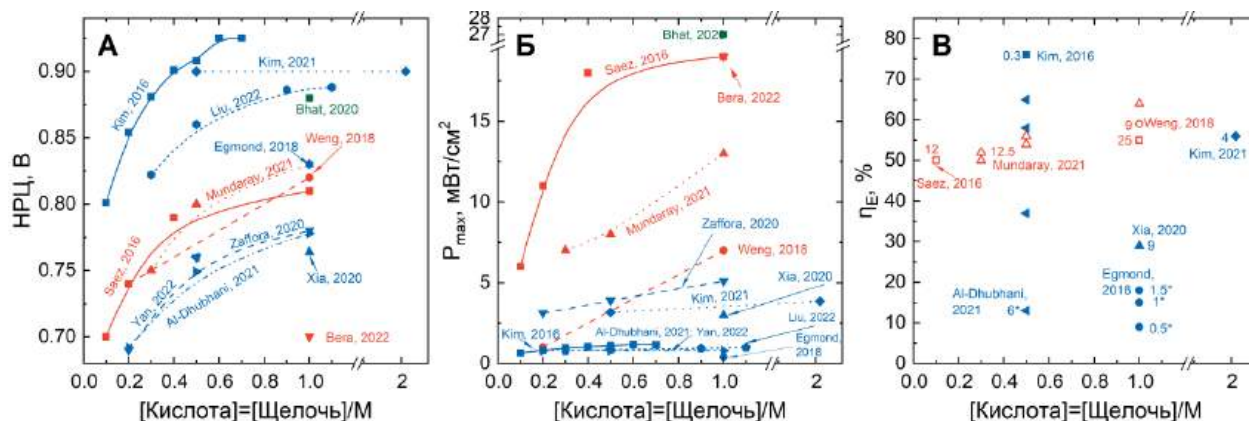 А
НРЦ, В
0.90
0.85
0.80
0.75
0.70
Kim, 2016
Kim, 2021
Liu, 2022
Bhat, 2020
Weng, 2018
Egmond, 2018
Mundaray, 2021
Saez, 2016
Zaffora, 2020
Yan, 2022
Al-Dhubhani, 2021
Xia, 2020
Bera, 2022
0.0 0.2 0.4 0.6 0.8 1.0 2
[Кислота]=[Щелочь]/М
Б
P_max, мВт/см²
27
26
15
10
5
0
Bhat, 2020
Saez, 2016
Bera, 2022
Mundaray, 2021
Zaffora, 2020
Weng, 2018
Xia, 2020
Kim, 2021
Kim, 2016
Al-Dhubhani, 2021; Yan, 2022
Liu, 2022
Egmond, 2018
0.0 0.2 0.4 0.6 0.8 1.0 2
[Кислота]=[Щелочь]/М
В
η_E, %
80
70
60
50
40
30
20
10
0
0.3 Kim, 2016
9 Weng, 2018
25
12
12.5
Mundaray, 2021
Saez, 2016
4
Kim, 2021
Xia, 2020
9
Egmond,
2018 1.5*
1*
0.5*
Al-Dhubhani,
2021 6*
0.0 0.2 0.4 0.6 0.8 1.0 2
[Кислота]=[Щелочь]/М